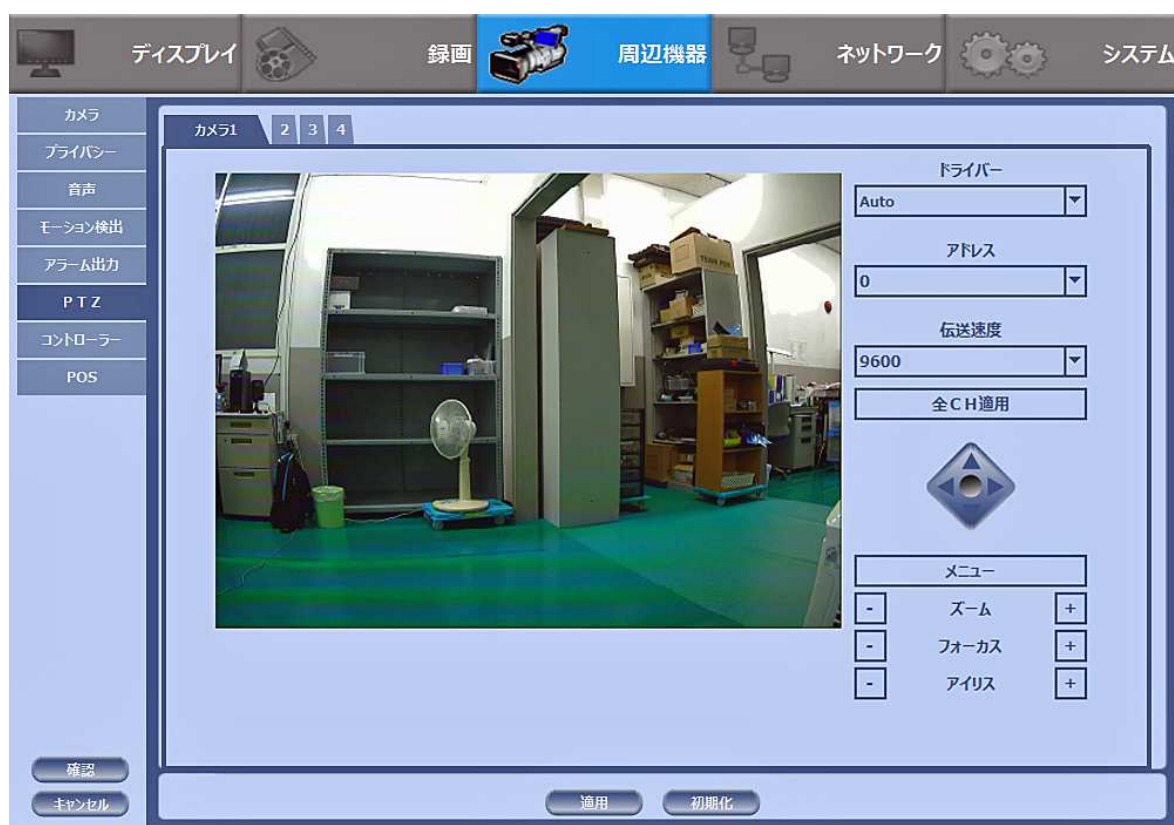 ディスプレイ
録画
周辺機器
ネットワーク
システム
カメラ
プライバシー
音声
モーション検出
アラーム出力
PTZ
コントローラー
POS
確認
キャンセル
カメラ1
2
3
4
ドライバー
Auto
アドレス
0
伝送速度
9600
全CH適用
メニュー
- ズーム +
- フォーカス +
- アイリス +
適用
初期化